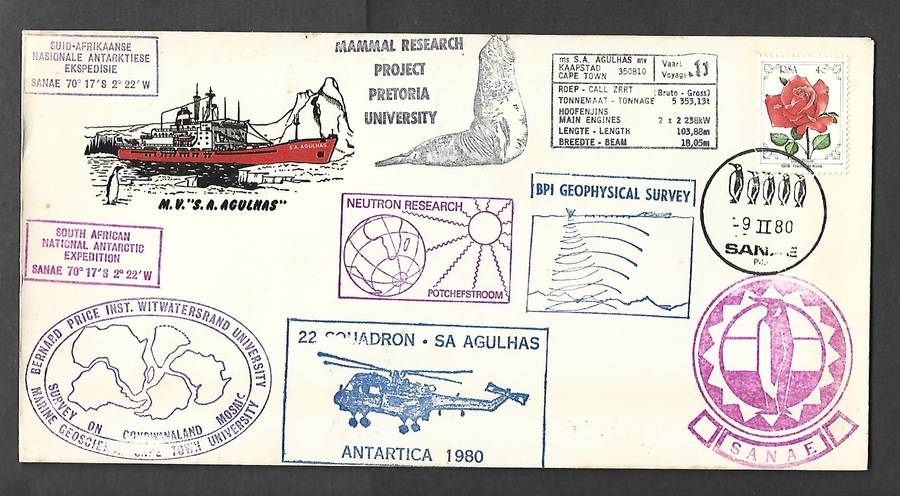 SUID-AFRIKAANSE
NASIONALE ANTARKTIESE
EKSPEDISIE
SANAE 70° 17'S 2° 22'W
MAMMAL RESEARCH
PROJECT
PRETORIA
UNIVERSITY
ms S.A. AGULHAS mv
KAAPSTAD
CAPE TOWN 350810
Vaart
Voyage 11
ROEP - CALL ZRRT (Bruto - Gross)
TONNEMAAT - TONNAGE 5 353,13t
HOOFENJINS
MAIN ENGINES 2 x 2 238kW
LENGTE - LENGTH 103,88m
BREEDTE - BEAM 18,05m
RSA 4c
1979
S.A. AGULHAS
M.V. "S.A. AGULHAS"
BPI GEOPHYSICAL SURVEY
NEUTRON RESEARCH
POTCHEFSTROOM
-9 II 80
SOUTH AFRICAN
NATIONAL ANTARCTIC
EXPEDITION
SANAE 70° 17'S 2° 22'W
BERNARD PRICE INST. WITWATERSRAND UNIVERSITY
SURVEY
ON GONDWANALAND MOSAIC
MARINE CAPE TOWN UNIVERSITY
22 SQUADRON · SA AGULHAS
ANTARTICA 1980
SANAE